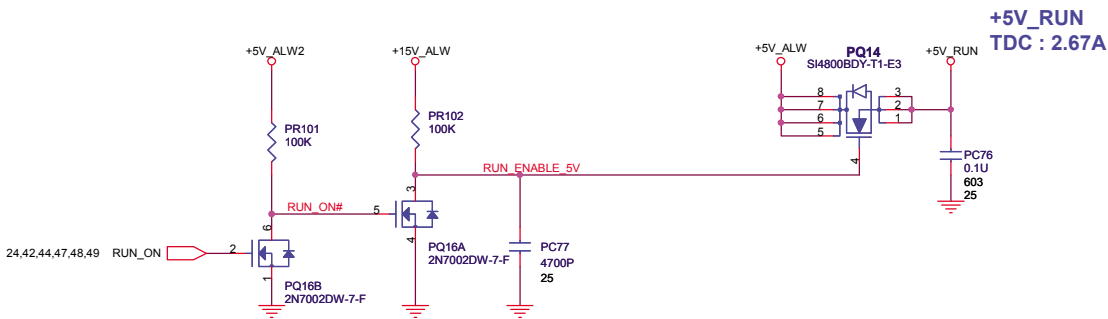 +5V_RUN
TDC : 2.67A
+5V_ALW2
+15V_ALW
+5V_ALW
PQ14
SI4800BDY-T1-E3
+5V_RUN
8
7
6
5
3
2
1
4
PR101
100K
PR102
100K
RUN_ENABLE_5V
PC76
0.1U
603
25
3
RUN_ON#
5
6
4
PQ16A
2N7002DW-7-F
PC77
4700P
25
24,42,44,47,48,49
RUN_ON
2
1
PQ16B
2N7002DW-7-F